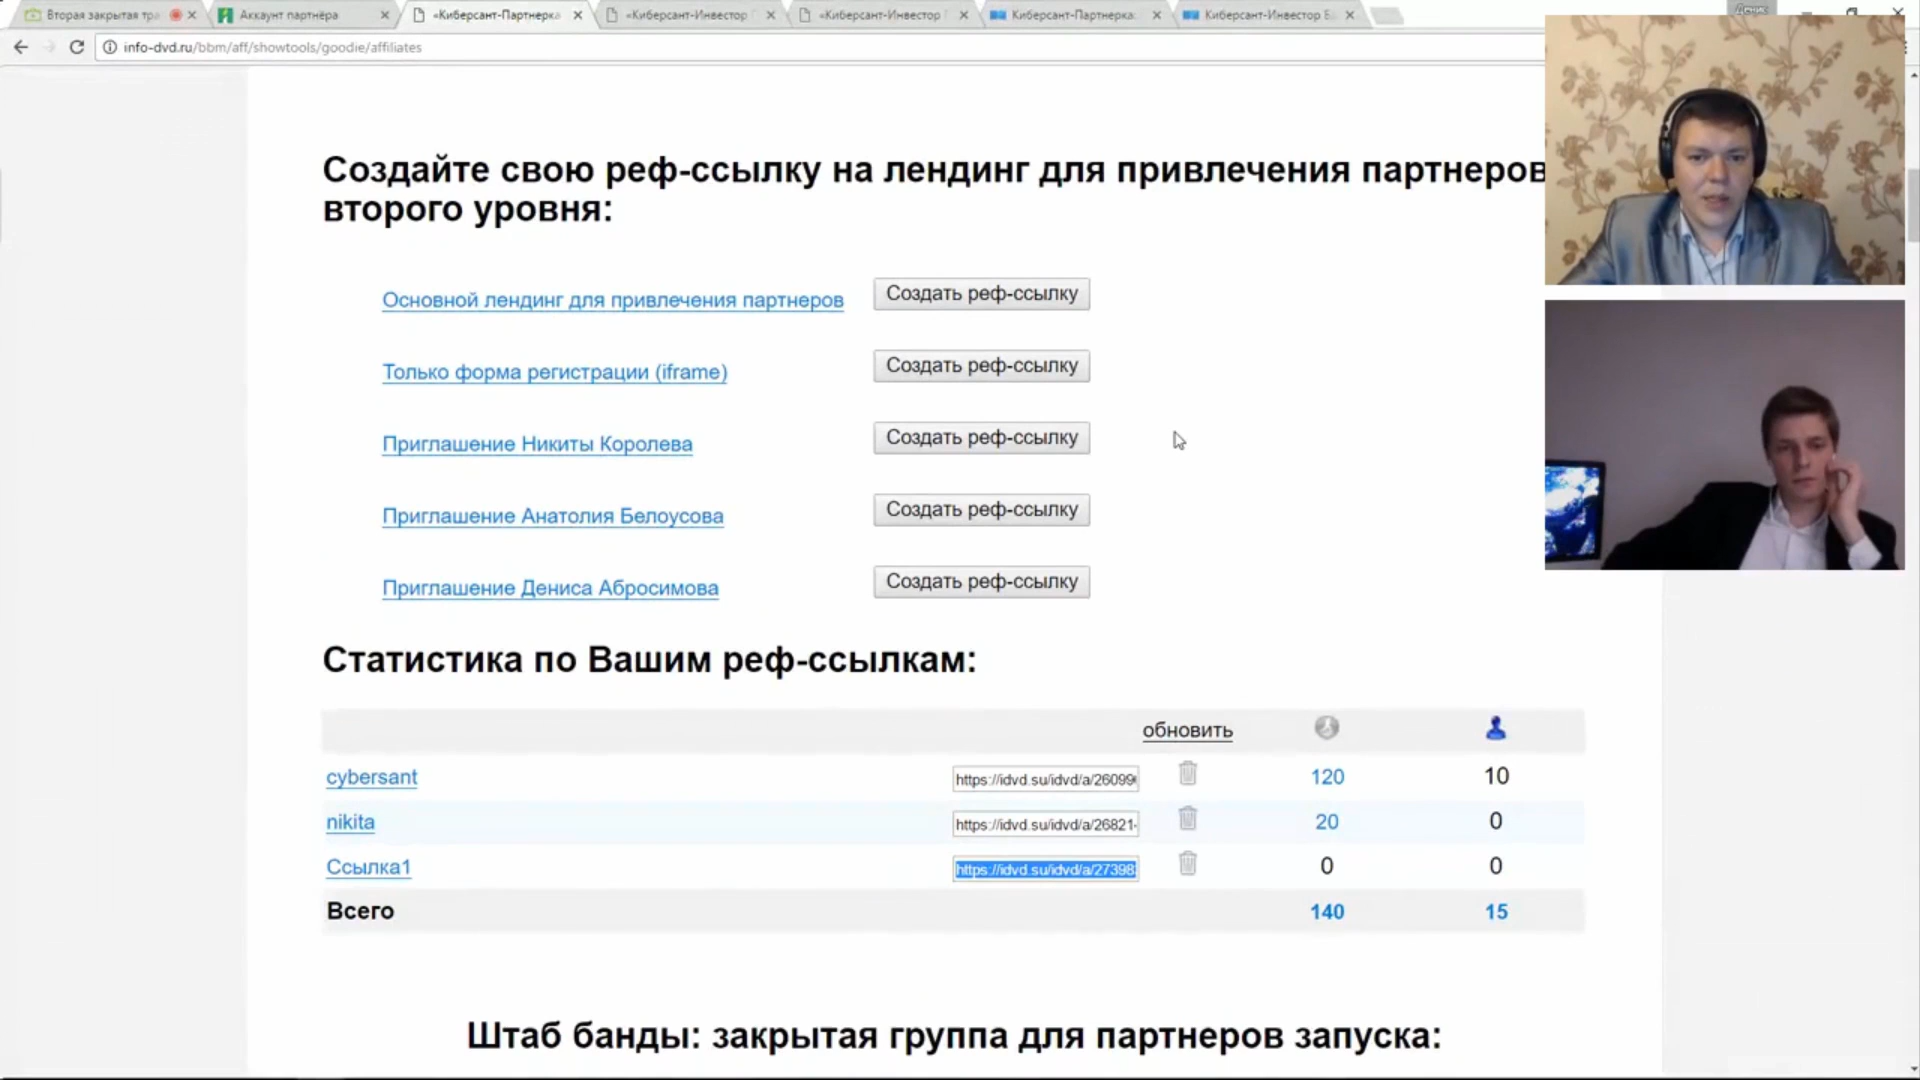 Вторая закрытая тра
Аккаунт партнёра
«Киберсант-Партнерка
«Киберсант-Инвестор
«Киберсант-Инвестор
Киберсант-Партнерка:
Киберсант-Инвестор Б
Денис
info-dvd.ru/bbm/aff/showtools/goodie/affiliates
Создайте свою реф-ссылку на лендинг для привлечения партнеров
второго уровня:
Основной лендинг для привлечения партнеров
Создать реф-ссылку
Только форма регистрации (iframe)
Создать реф-ссылку
Приглашение Никиты Королева
Создать реф-ссылку
Приглашение Анатолия Белоусова
Создать реф-ссылку
Приглашение Дениса Абросимова
Создать реф-ссылку
Статистика по Вашим реф-ссылкам:
обновить
cybersant https://idvd.su/idvd/a/26099 120 10
nikita https://idvd.su/idvd/a/26821 20 0
Ссылка1 https://idvd.su/idvd/a/27398 0 0
Всего 140 15
Штаб банды: закрытая группа для партнеров запуска: